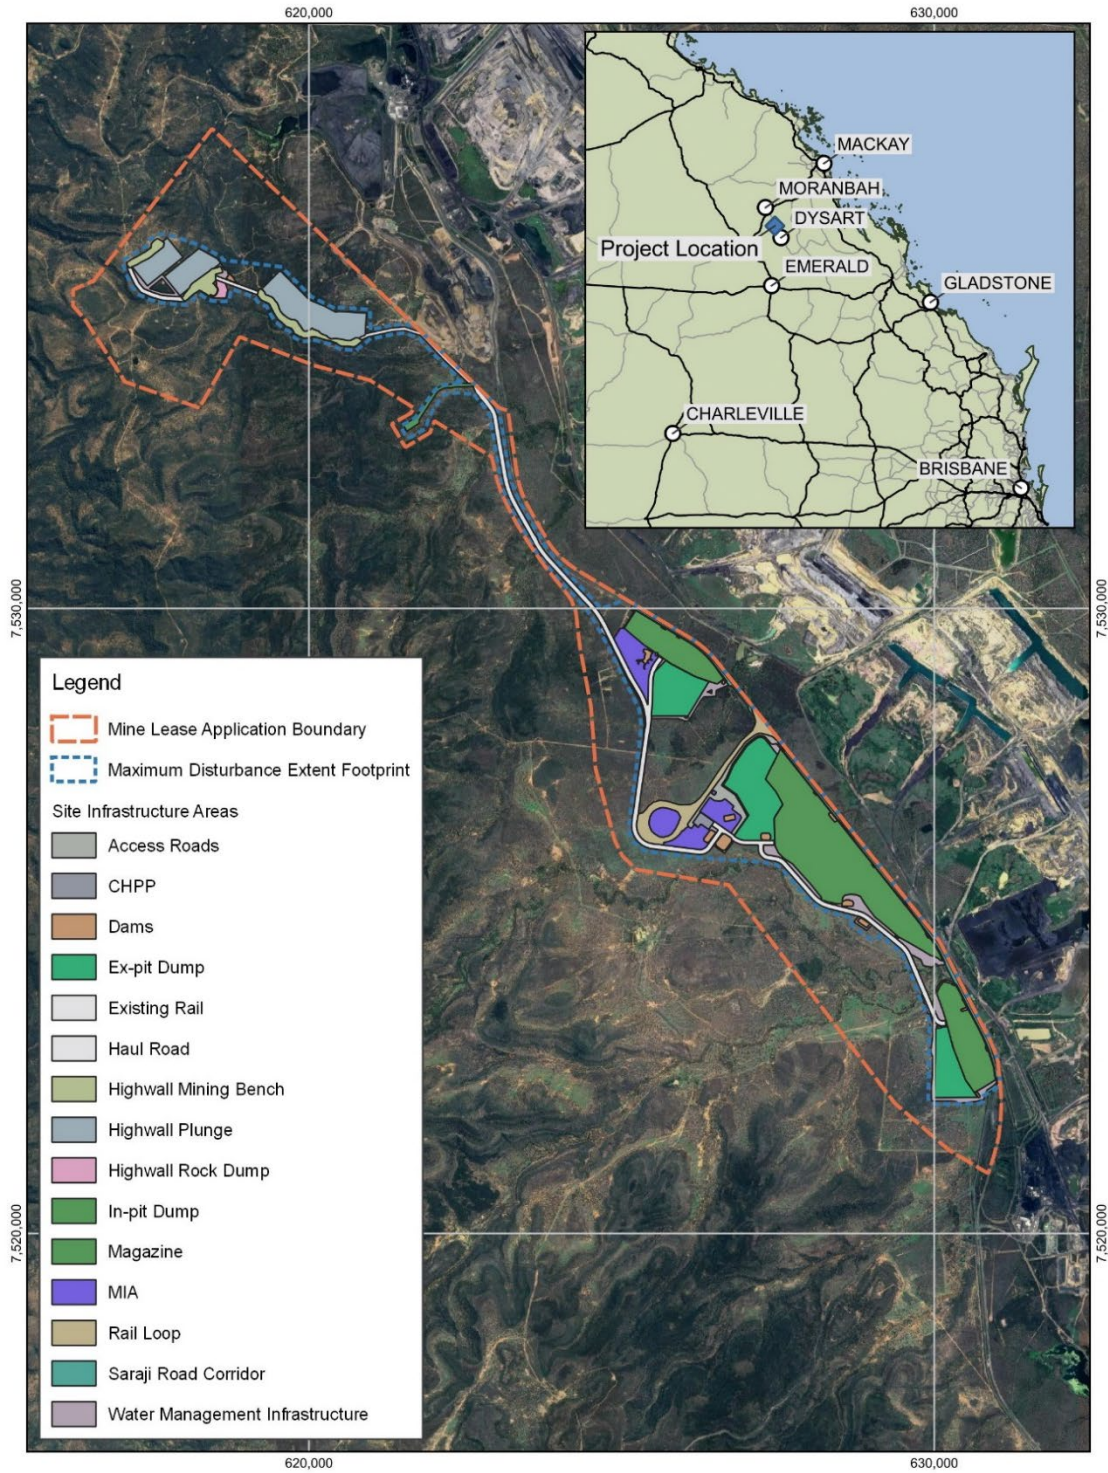 620,000
630,000
MACKAY
MORANBAH
DYSART
Project Location
EMERALD
GLADSTONE
CHARLEVILLE
BRISBANE
7,530,000
7,530,000
Legend
Mine Lease Application Boundary
Maximum Disturbance Extent Footprint
Site Infrastructure Areas
Access Roads
CHPP
Dams
Ex-pit Dump
Existing Rail
Haul Road
Highwall Mining Bench
Highwall Plunge
Highwall Rock Dump
In-pit Dump
Magazine
MIA
Rail Loop
Saraji Road Corridor
Water Management Infrastructure
7,520,000
7,520,000
620,000
630,000